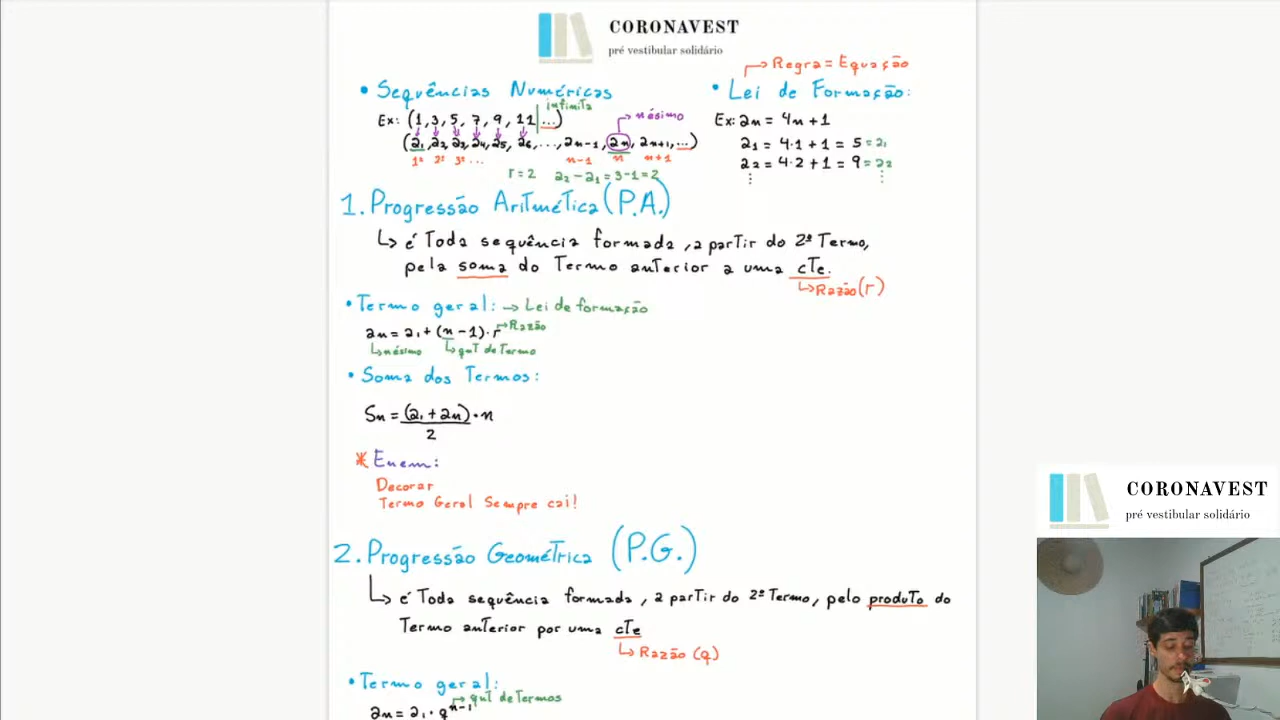 CORONAVEST
pré vestibular solidário
• Sequências Numéricas
infinita
Ex: (1, 3, 5, 7, 9, 11, ...)
nésimo
(a1, a2, a3, a4, a5, a6, ..., an-1, an, an+1, ...)
1º 2º 3º ... n-1 n n+1
r=2 a2-a1=3-1=2
Regra = Equação
• Lei de Formação:
Ex: an = 4n+1
a1 = 4·1+1 = 5 = a1
a2 = 4·2+1 = 9 = a2
⋮ ⋮
1. Progressão Aritmética (P.A.)
↳ é Toda sequência formada, a partir do 2º Termo,
pela soma do Termo anterior a uma cTe.
↳ Razão (r)
• Termo geral: → Lei de formação
an = a1 + (n-1)·r → Razão
↳ nésimo ↳ qnT de Termo
• Soma dos Termos:
Sn = (a1 + an)·n
2
* Enem:
Decorar
Termo Geral Sempre cai!
2. Progressão Geométrica (P.G.)
↳ é Toda sequência formada, a partir do 2º Termo, pelo produTo do
Termo anterior por uma cTe
↳ Razão (q)
• Termo geral:
qnT de Termos
an = a1 · q^n-1
CORONAVEST
pré vestibular solidário